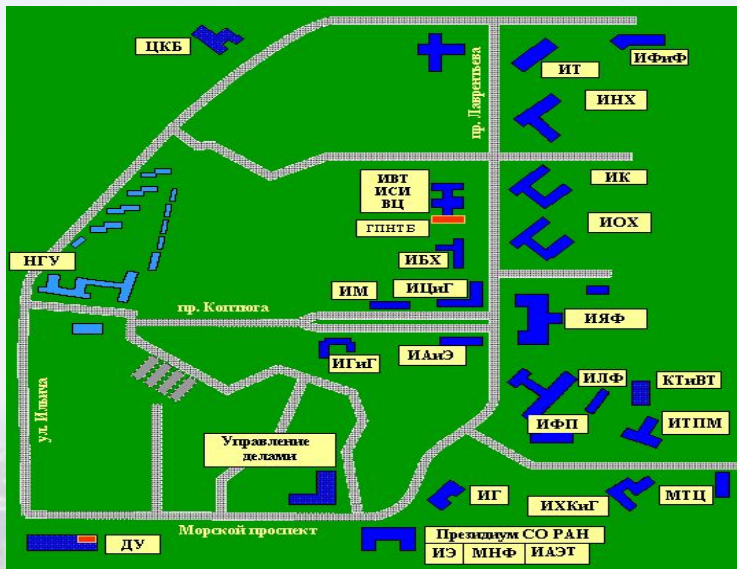 ЦКБ
ИТ
ИФиФ
пр. Лаврентьева
ИНХ
ИВТ
ИСИ
ВЦ
ИК
ГПНТБ
ИОХ
НГУ
ИБХ
ИМ
ИЦиГ
пр. Коптюга
ИЯФ
ИГиГ
ИАиЭ
ул. Ильича
ИЛФ
КТиВТ
ИФП
ИТПМ
Управление
делами
ИГ
ИХКиГ
МТЦ
Морской проспект
ДУ
Президиум СО РАН
ИЭ МНФ ИАЭТ